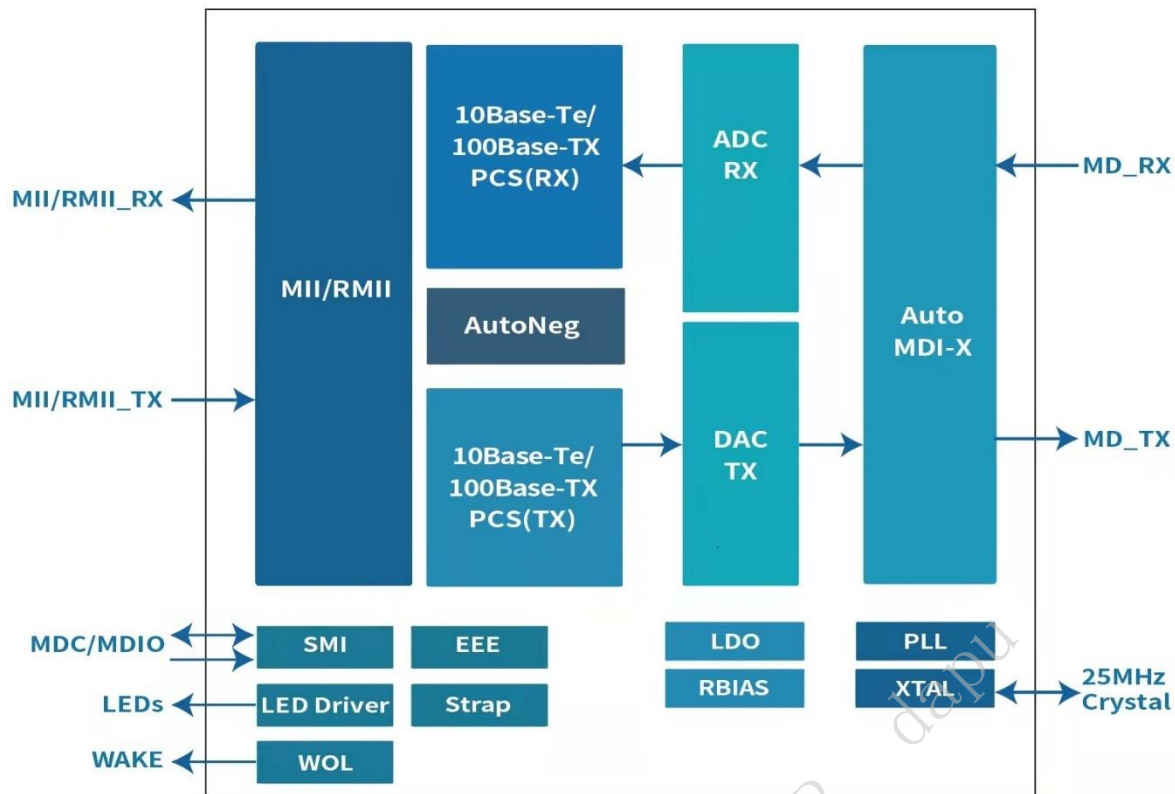 10Base-Te/
100Base-TX
PCS(RX)
ADC
RX
MD_RX
MII/RMII_RX
MII/RMII
AutoNeg
Auto
MDI-X
MII/RMII_TX
10Base-Te/
100Base-TX
PCS(TX)
DAC
TX
MD_TX
MDC/MDIO
SMI
EEE
LDO
PLL
RBIAS
XTAL
25MHz
Crystal
LEDs
LED Driver
Strap
WAKE
WOL
dapu